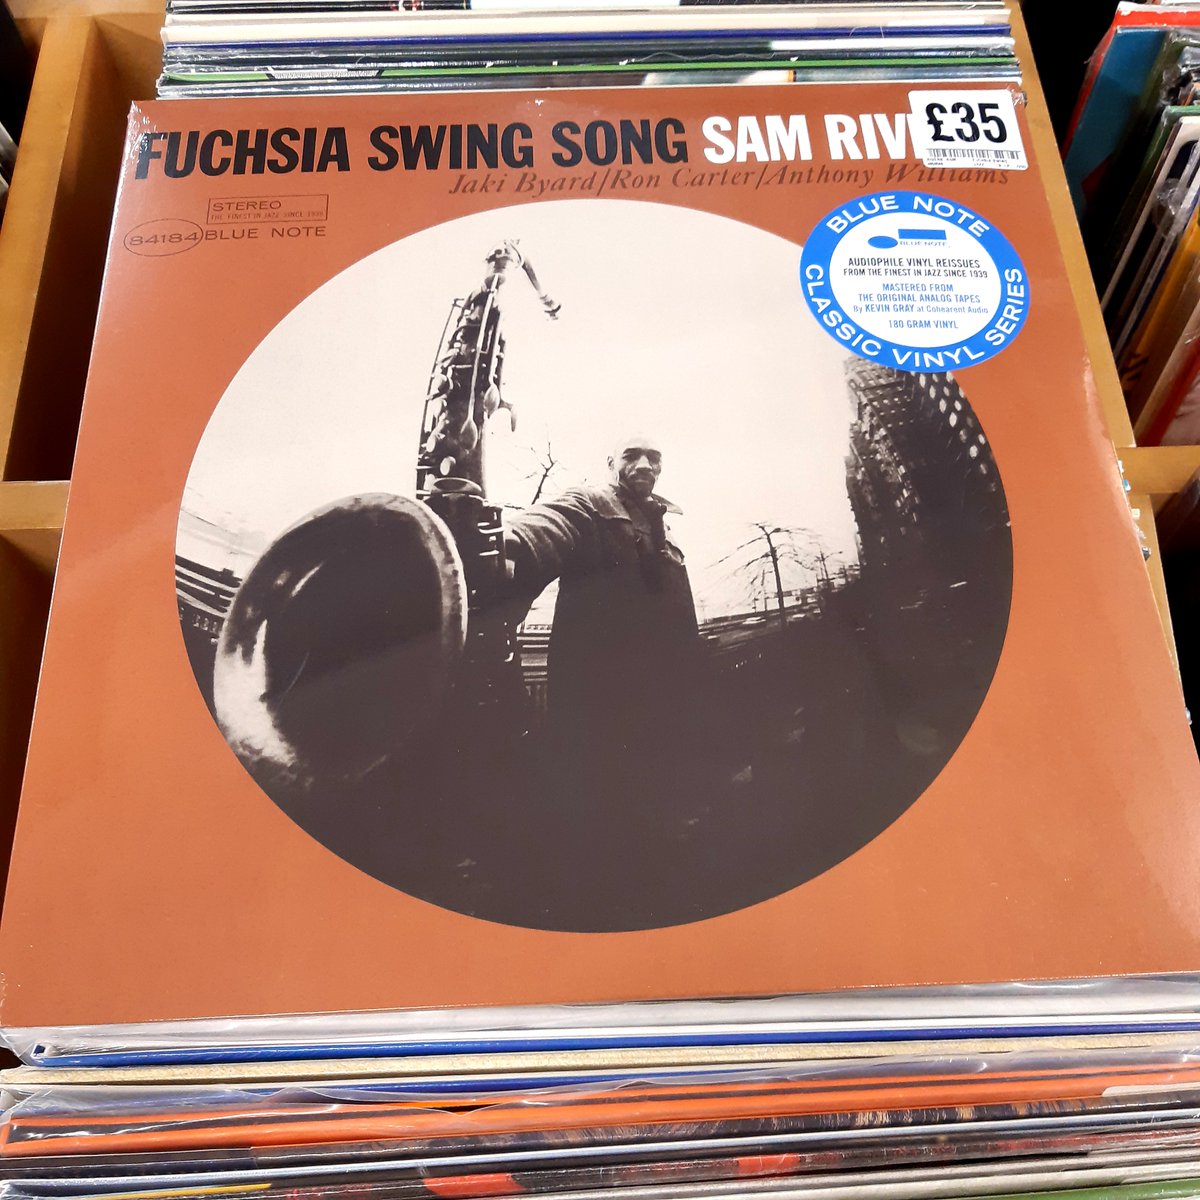 FUCHSIA SWING SONG SAM RIV
£35
Jaki Byard/Ron Carter/Anthony Williams
STEREO
THE FINEST IN JAZZ SINCE 1939
84184 BLUE NOTE
BLUE NOTE
BLUE NOTE
AUDIOPHILE VINYL REISSUES
FROM THE FINEST IN JAZZ SINCE 1939
MASTERED FROM
THE ORIGINAL ANALOG TAPES
By KEVIN GRAY at Cohearent Audio
180 GRAM VINYL
CLASSIC VINYL SERIES